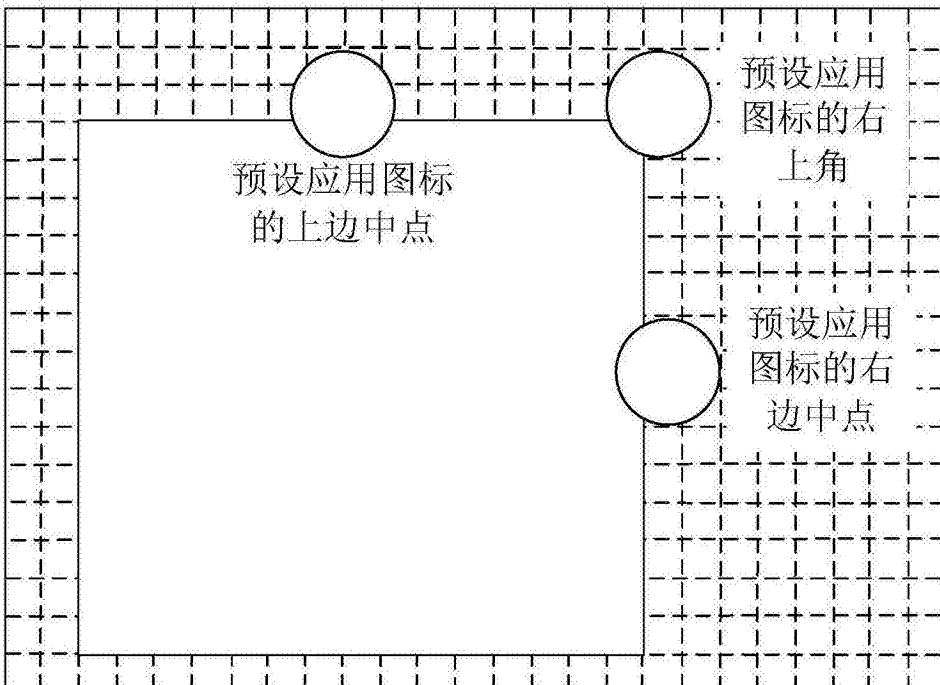 预设应用图标
的上边中点
预设应用
图标的右
上角
预设应用
图标的右
边中点